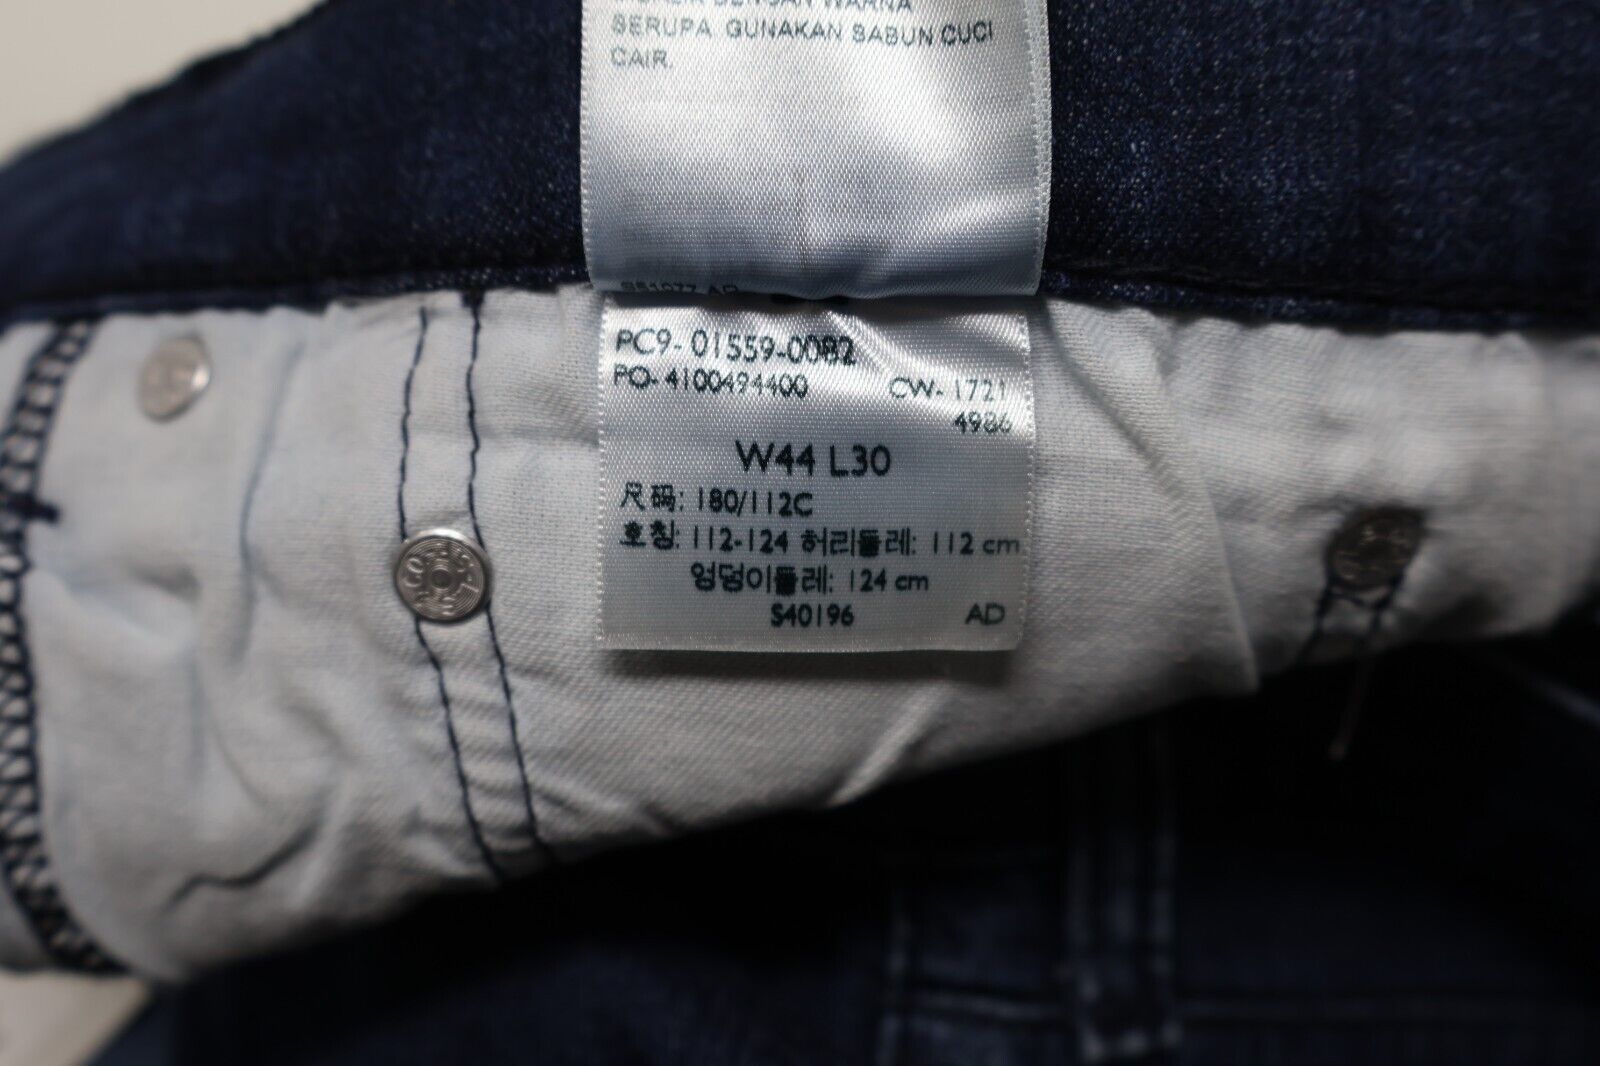 DENGAN WARNA
SERUPA. GUNAKAN SABUN CUCI
CAIR.
PC9-01559-0082
PO-4100494400 CW-1721
4986
W44 L30
尺码: 180/112C
호칭: 112-124 허리둘레: 112 cm
엉덩이둘레: 124 cm
S40196 AD